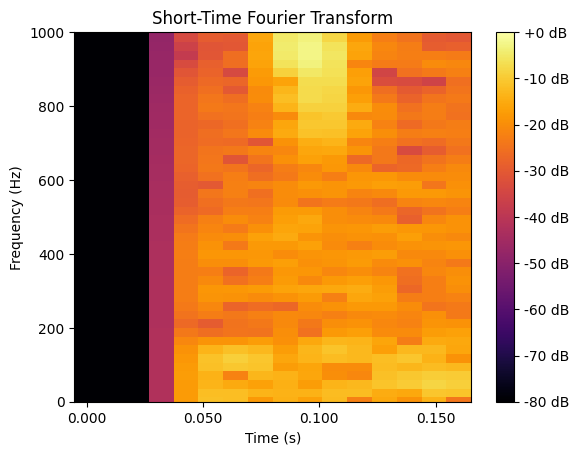 Short-Time Fourier Transform
1000
800
600
400
200
0
Frequency (Hz)
0.000
0.050
0.100
0.150
Time (s)
+0 dB
-10 dB
-20 dB
-30 dB
-40 dB
-50 dB
-60 dB
-70 dB
-80 dB